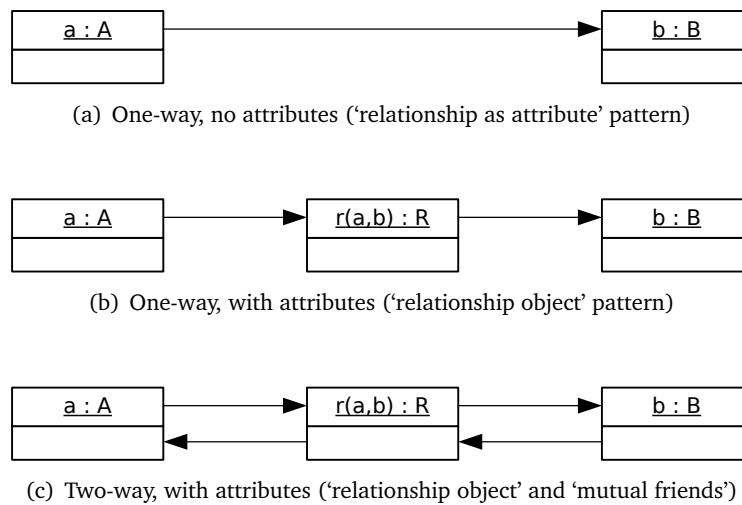 a : A
b : B
(a) One-way, no attributes (‘relationship as attribute’ pattern)
a : A
r(a,b) : R
b : B
(b) One-way, with attributes (‘relationship object’ pattern)
a : A
r(a,b) : R
b : B
(c) Two-way, with attributes (‘relationship object’ and ‘mutual friends’)